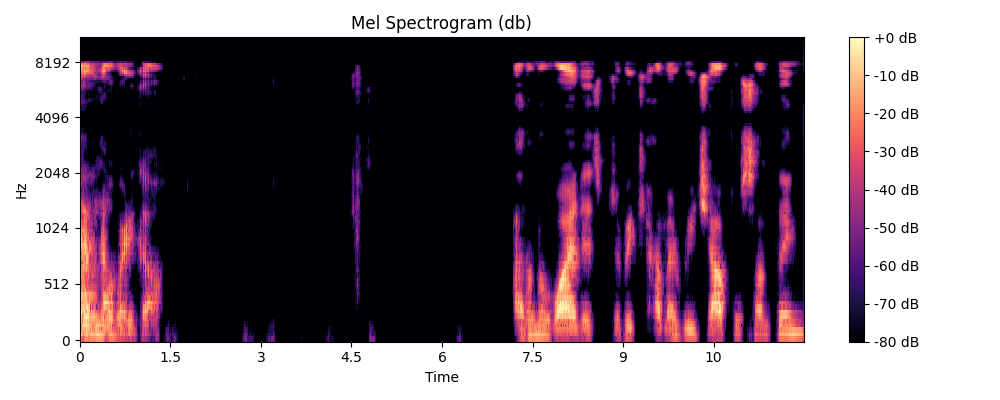 Mel Spectrogram (db)
Hz
8192
4096
2048
1024
512
0
0 1.5 3 4.5 6 7.5 9 10
Time
+0 dB
-10 dB
-20 dB
-30 dB
-40 dB
-50 dB
-60 dB
-70 dB
-80 dB